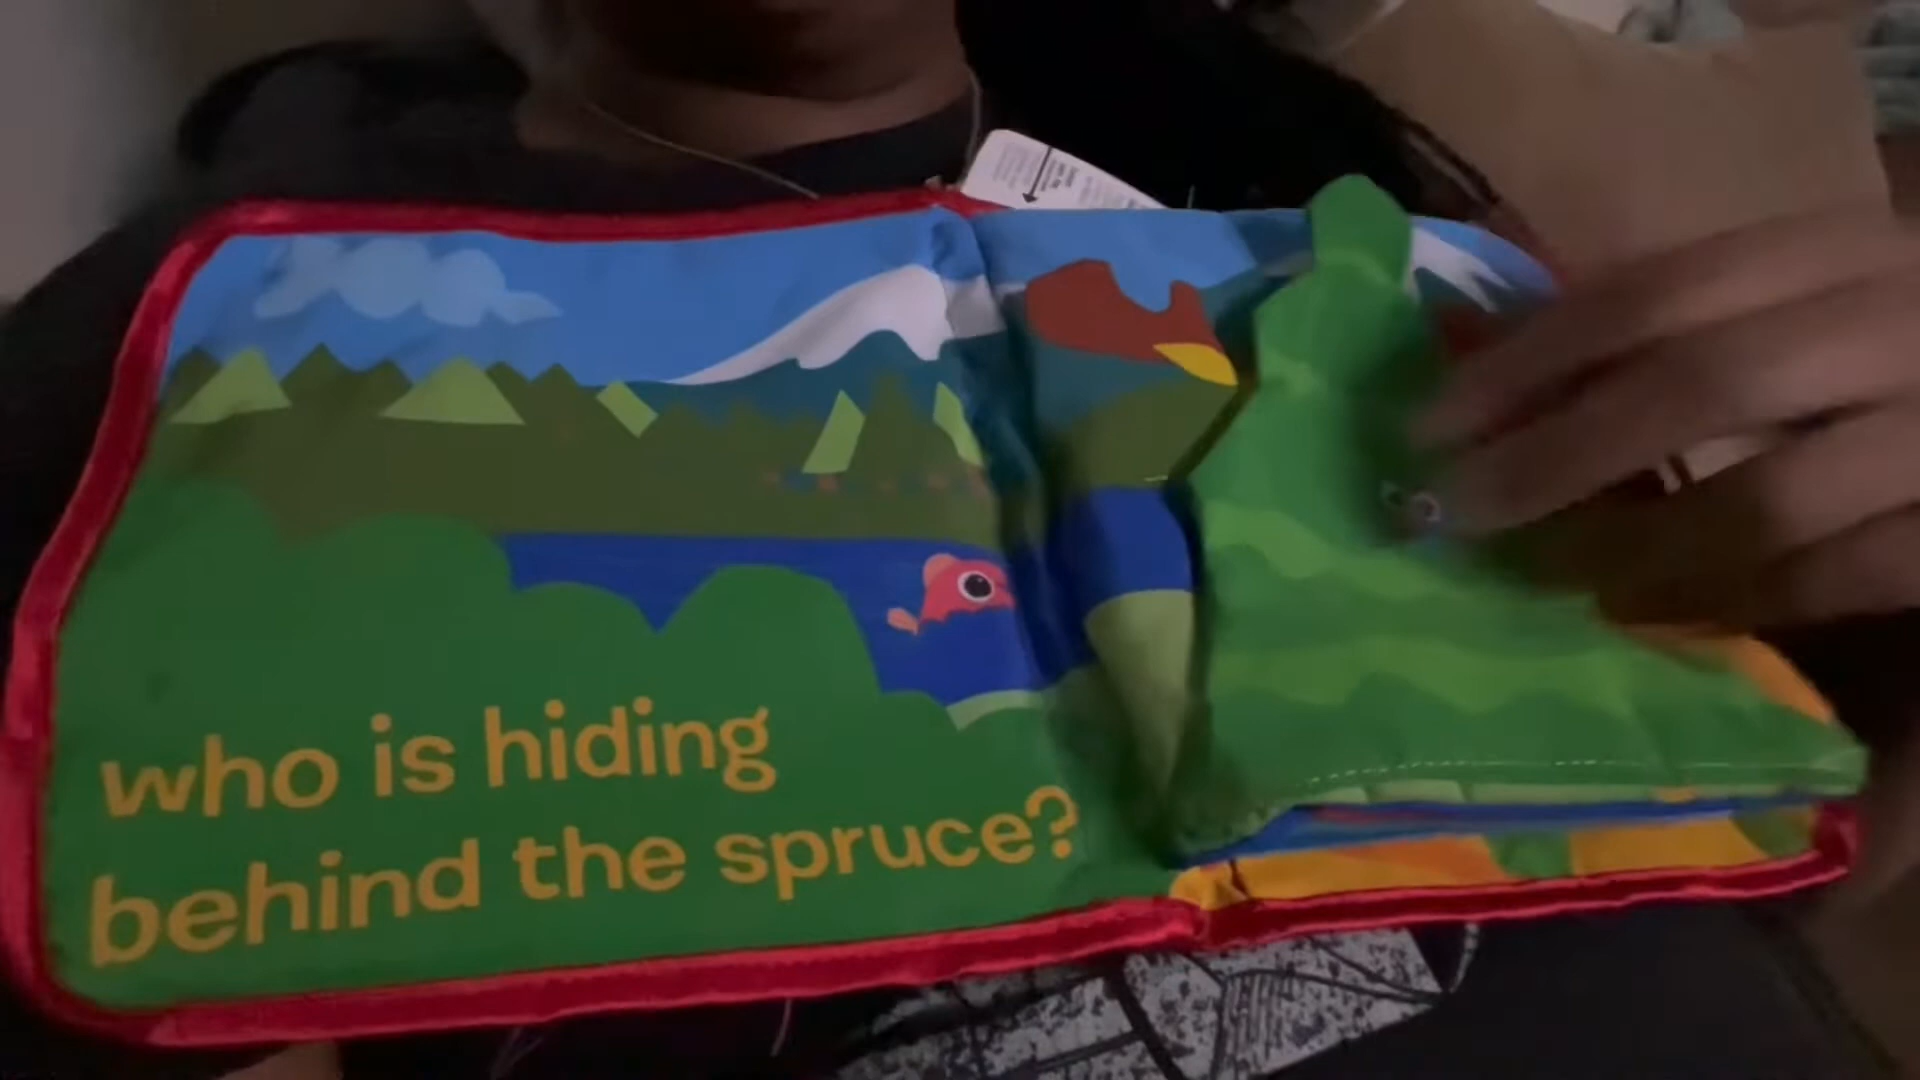 who is hiding
behind the spruce?